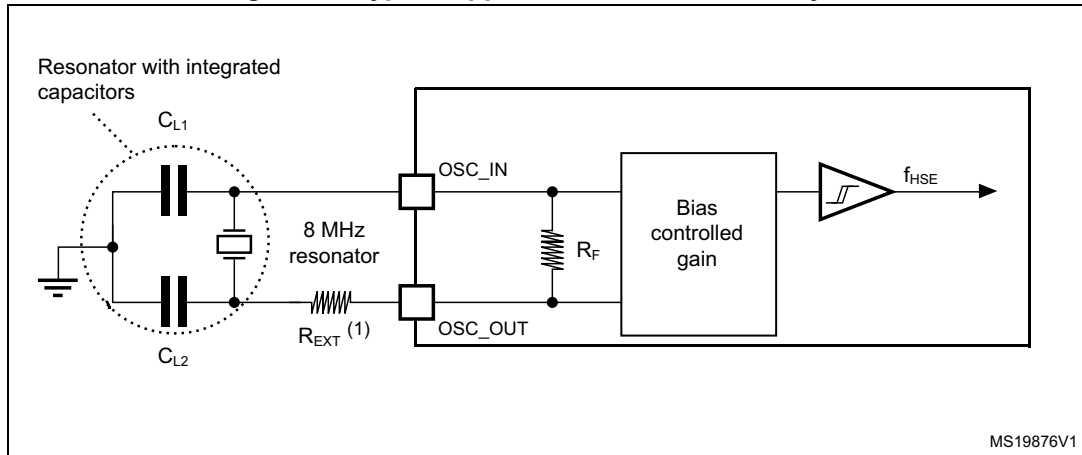 Resonator with integrated
capacitors
CL1
OSC_IN
fHSE
8 MHz
resonator
RF
Bias
controlled
gain
REXT (1)
OSC_OUT
CL2
MS19876V1